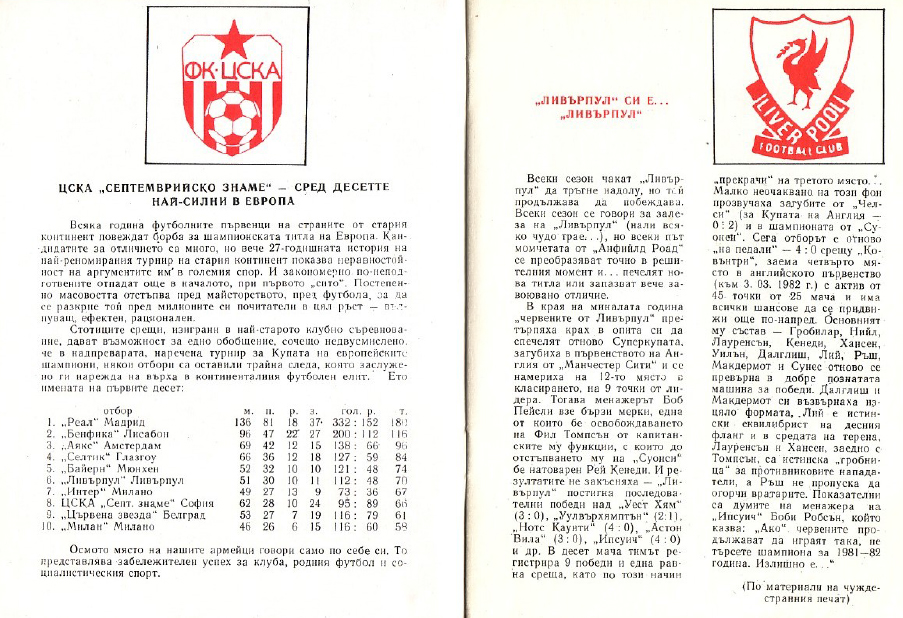 ФК·ЦСКА
ЦСКА „СЕПТЕМВРИЙСКО ЗНАМЕ“ — СРЕД ДЕСЕТТЕ
НАЙ-СИЛНИ В ЕВРОПА
Всяка година футболните първенци на страните от стария
континент повеждат борба за шампионската титла на Европа. Кан-
дидатите за отличието са много, но вече 27-годишната история на
най-реномирания турнир на стария континент показва неравностой-
ност на аргументите им в големия спор. И закономерно по-непод-
готвените отпадат още в началото, при първото „сито“. Постепен-
но масовостта отстъпва пред майсторството, пред футбола, за да
се разкрие той пред милионите си почитатели в цял ръст — въл-
нуващ, ефектен, рационален.
Стотиците срещи, изиграни в най-старото клубно съревнова-
ние, дават възможност за едно обобщение, сочещо недвусмислено,
че в надпреварата, наречена турнир за Купата на европейските
шампиони, някои отбори са оставили трайна следа, която заслуже-
но ги нарежда на върха в континенталния футболен елит. Ето
имената на първите десет:
отбор м. п. р. з. гол. р. т.
1. „Реал“ Мадрид 136 81 18 37 332 : 152 180
2. „Бенфика“ Лисабон 96 47 22 27 200 : 112 116
3. „Аякс“ Амстердам 69 42 12 15 138 : 66 96
4. „Селтик“ Глазгоу 66 36 12 18 127 : 59 84
5. „Байерн“ Мюнхен 52 32 10 10 121 : 48 74
6. „Ливърпул“ Ливърпул 51 30 10 11 112 : 48 70
7. „Интер“ Милано 49 27 13 9 73 : 36 67
8. ЦСКА „Септ. знаме“ София 62 28 10 24 95 : 89 66
9. „Цървена звезда“ Белград 53 27 7 19 116 : 79 61
10. „Милан“ Милано 46 26 6 15 116 : 60 58
Осмото място на нашите армейци говори само по себе си. То
представлява забележителен успех за клуба, родния футбол и со-
циалистическия спорт.
„ЛИВЪРПУЛ“ СИ Е...
„ЛИВЪРПУЛ“
Всеки сезон чакат „Ливър-
пул“ да тръгне надолу, но той
продължава да побеждава.
Всеки сезон се говори за зале-
за на „Ливърпул“ (нали вся-
ко чудо трае...), но всеки път
момчетата от „Анфийлд Роад“
се преобразяват точно в реши-
телния момент и... печелят но-
ва титла или запазват вече за-
воювано отличие.
В края на миналата година
„червените от Ливърпул“ пре-
търпяха крах в опита си да
спечелят отново Суперкупата,
загубиха в първенството на Ан-
глия от „Манчестер Сити“ и се
намериха на 12-то място в
класирането, на 9 точки от ли-
дера. Тогава менаджерът Боб
Пейсли взе бързи мерки, една
от които бе освобождаването
на Фил Томпсън от капитан-
ските му функции, с които до
отстъпването му на „Суонси“
бе натоварен Рей Кенеди. И ре-
зултатите не закъсняха — „Ли-
върпул“ постигна последова-
телни победи над „Уест Хям“
(3:0), „Уулвърхямптън“ (2:1),
„Нотс Каунти“ (4:0), „Астон
Вила“ (3:0), „Ипсуич“ (4:0)
и др. В десет мача тимът ре-
гистрира 9 победи и една рав-
на среща, като по този начин
LIVERPOOL
FOOTBALL CLUB
„прекрачи“ на третото място...
Малко неочаквано на този фон
прозвучаха загубите от „Чел-
си“ (за Купата на Англия —
0:2) и в шампионата от „Су-
онси“. Сега отборът е отново
„на педали“ — 4:0 срещу „Ко-
вънтри“, заема четвърто мя-
сто в английското първенство
(към 3. 03. 1982 г.) с актив от
45 точки от 25 мача и има
всички шансове да се придви-
жи още по-напред. Основният
му състав — Гробилар, Нийл,
Лауренсън, Кенеди, Хансен,
Уилън, Далглиш, Лий, Ръш,
Макдермот и Сунес отново се
превърна в добре познатата
машина за победи. Далглиш и
Макдермот си възвърнаха из-
цяло формата, Лий е истин-
ски еквилибрист на десния
фланг и в средата на терена,
Лауренсън и Хансен, заедно с
Томпсън, са истинска „гробни-
ца“ за противниковите напада-
тели, а Ръш не пропуска да
огорчи вратарите. Показателни
са думите на менаджера на
„Ипсуич“ Боби Робсън, който
казва: „Ако“ червените про-
дължават да играят така, не
търсете шампиона за 1981—82
година. Излишно е...“
(По материали на чужде-
странния печат)